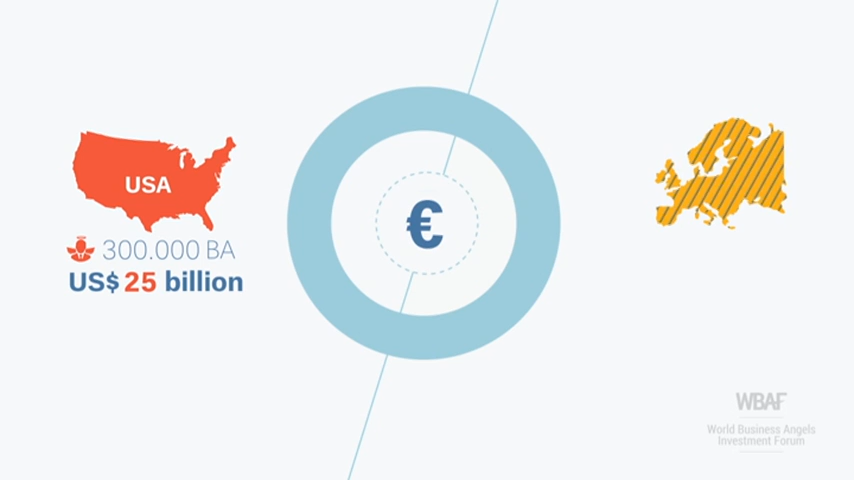 USA
300.000 BA
US$ 25 billion
€
WBAF
World Business Angels
Investment Forum